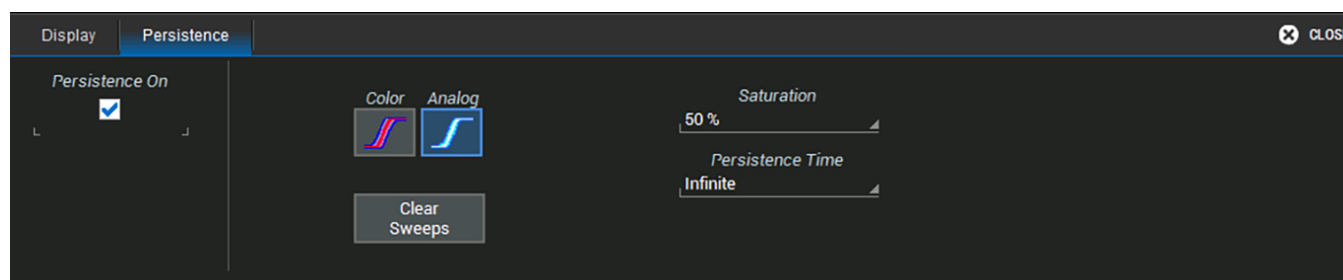 Display Persistence CLOS
Persistence On
Color Analog
Saturation
50 %
Persistence Time
Infinite
Clear
Sweeps